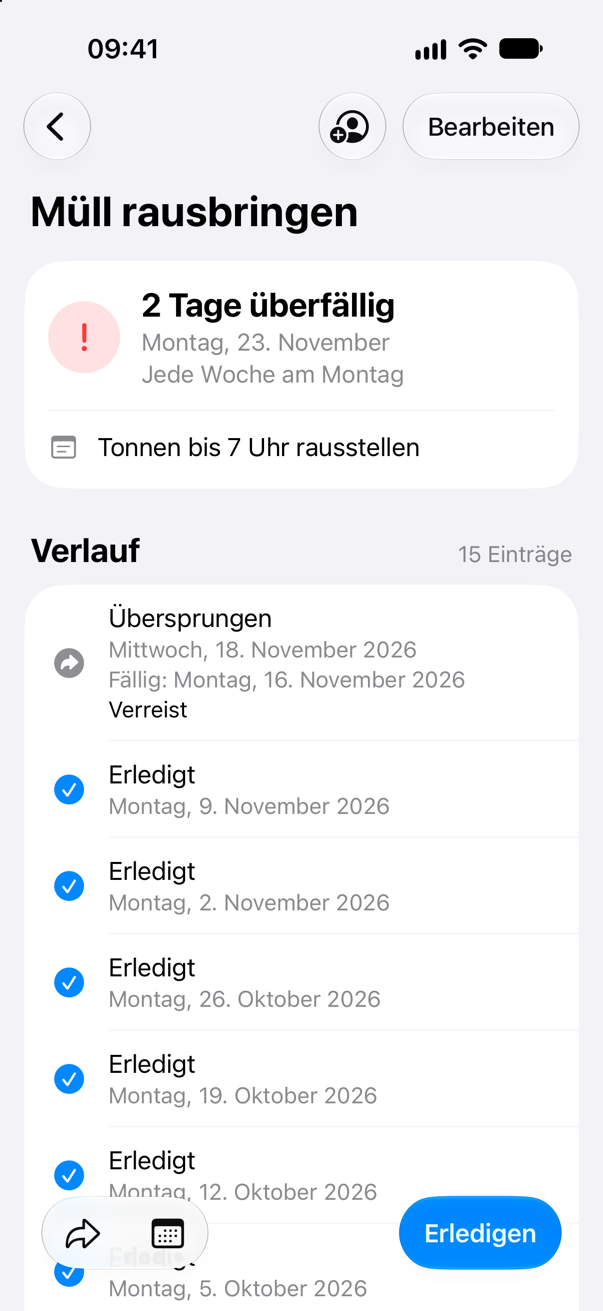 09:41
Bearbeiten
Müll rausbringen
2 Tage überfällig
Montag, 23. November
Jede Woche am Montag
Tonnen bis 7 Uhr rausstellen
Verlauf
15 Einträge
Übersprungen
Mittwoch, 18. November 2026
Fällig: Montag, 16. November 2026
Verreist
Erledigt
Montag, 9. November 2026
Erledigt
Montag, 2. November 2026
Erledigt
Montag, 26. Oktober 2026
Erledigt
Montag, 19. Oktober 2026
Erledigt
Montag, 12. Oktober 2026
Erledigen
Montag, 5. Oktober 2026